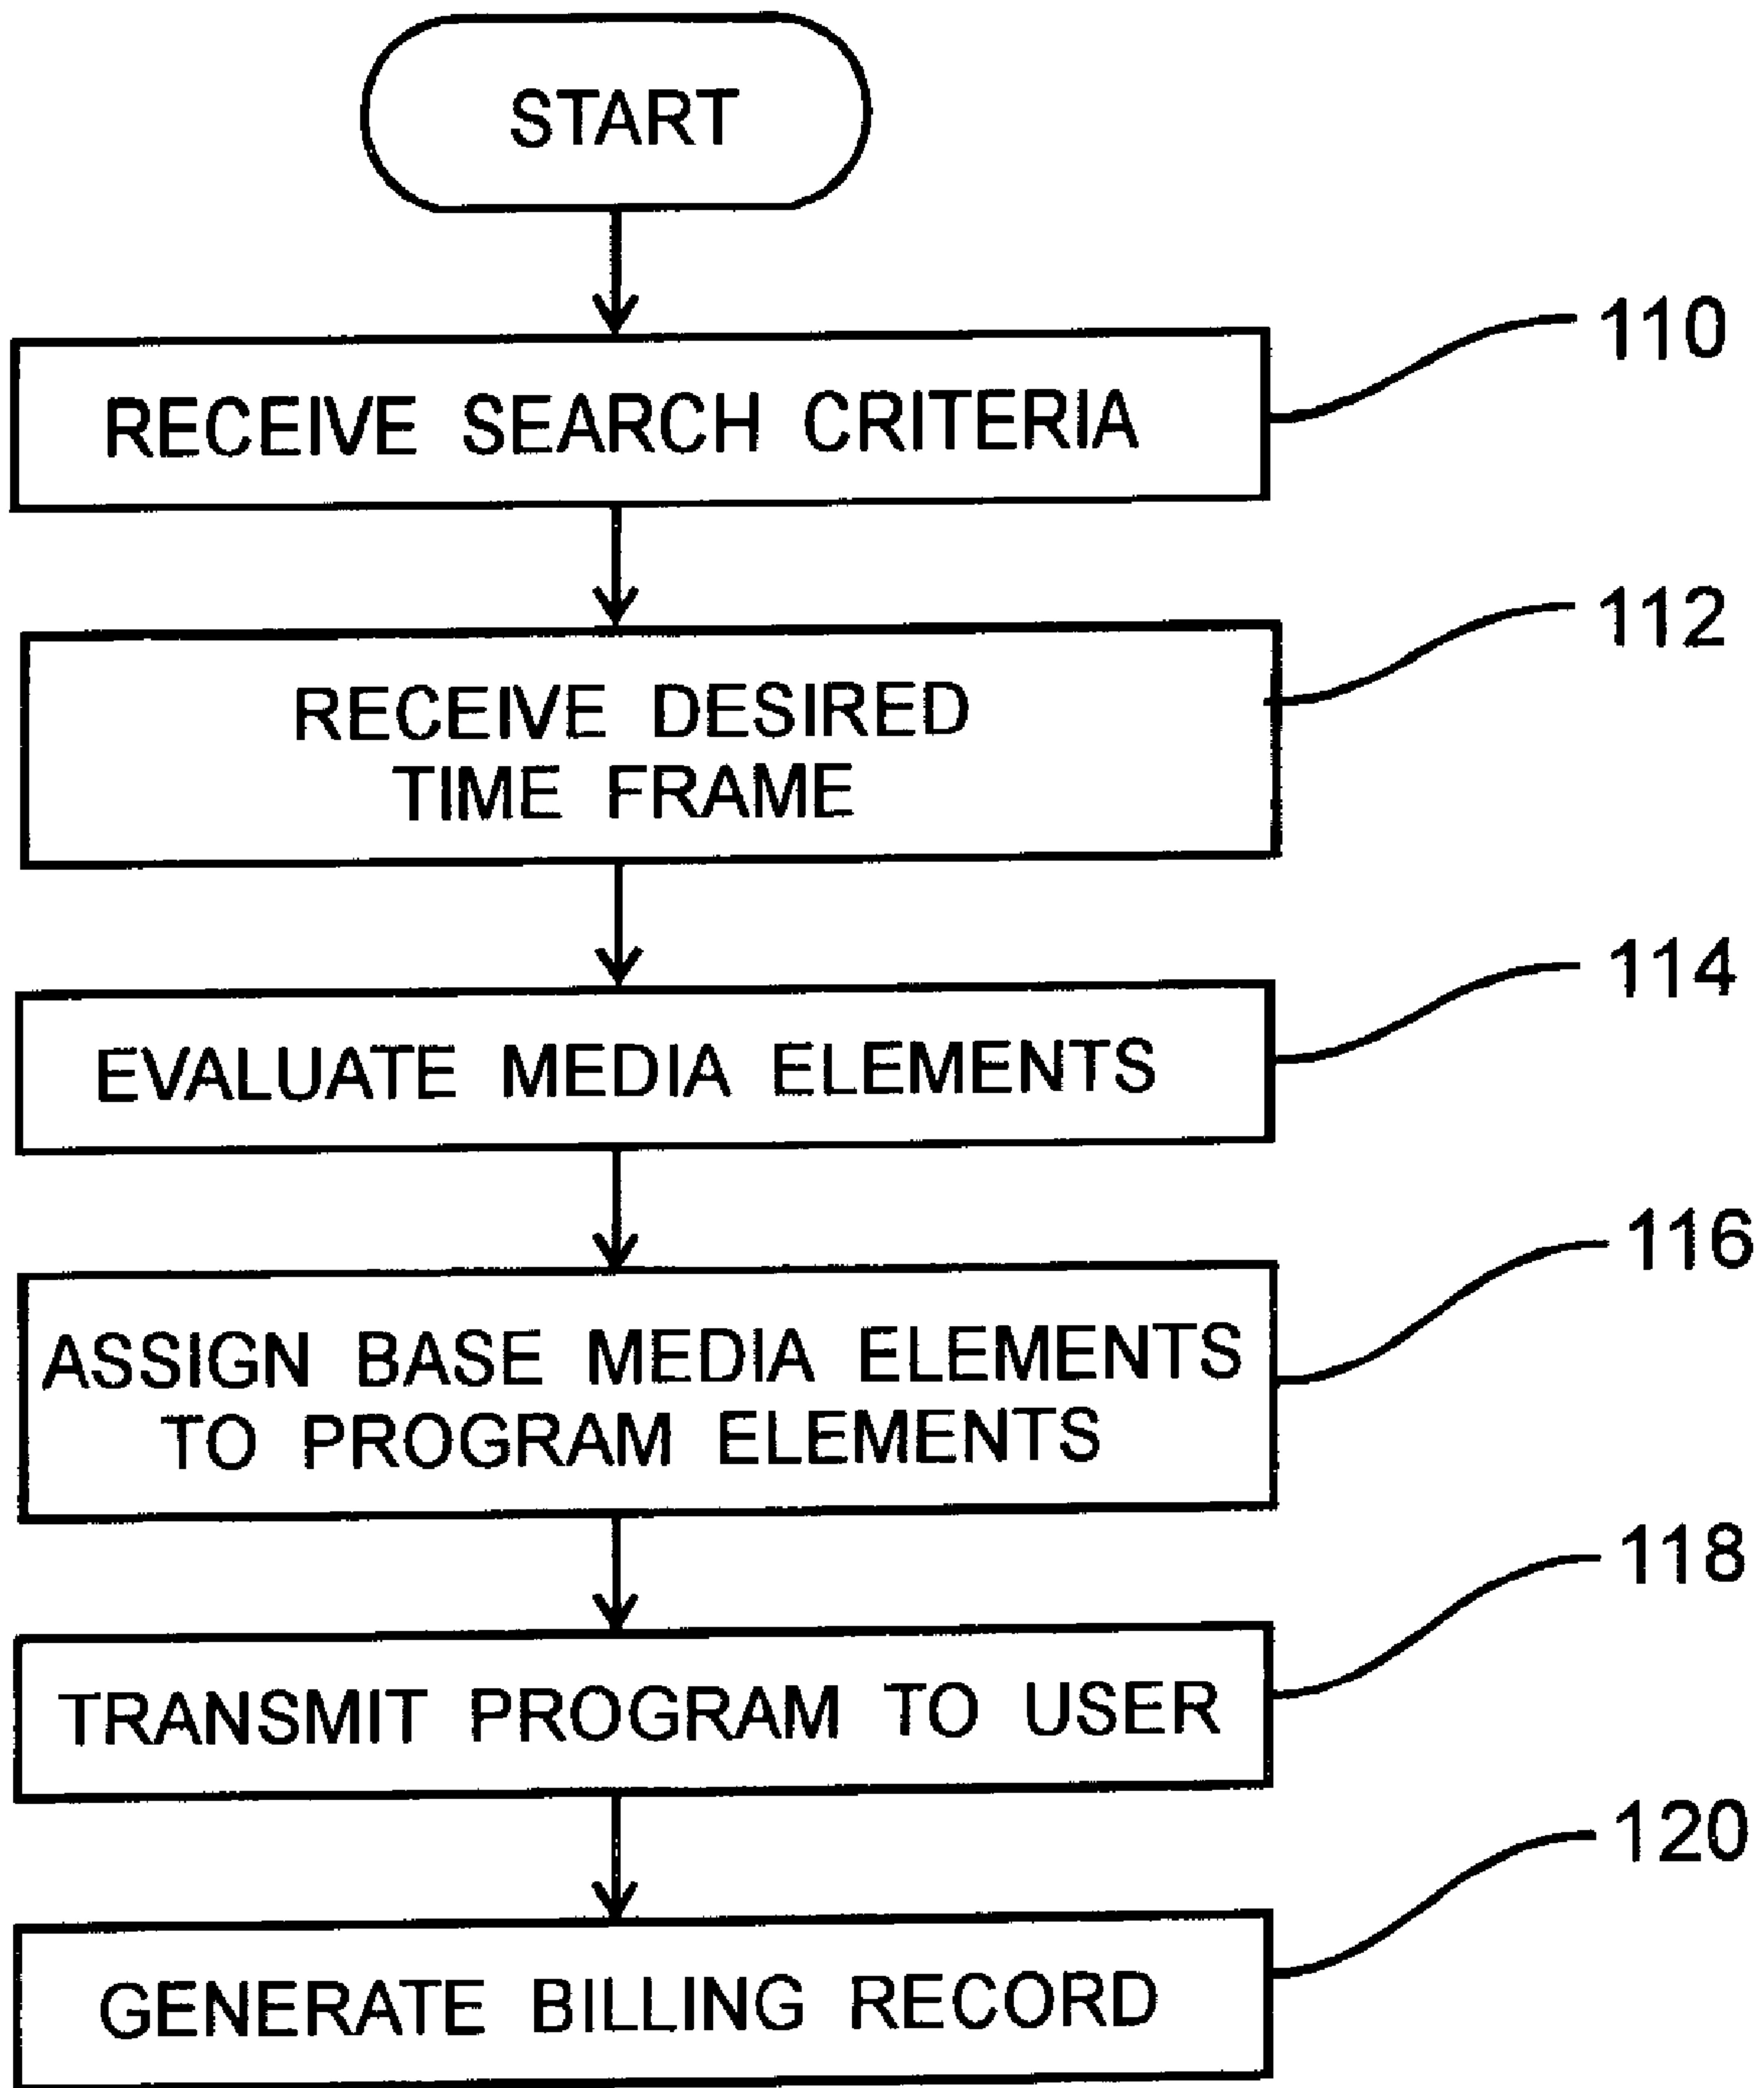 START
RECEIVE SEARCH CRITERIA
110
RECEIVE DESIRED
TIME FRAME
112
EVALUATE MEDIA ELEMENTS
114
ASSIGN BASE MEDIA ELEMENTS
TO PROGRAM ELEMENTS
116
TRANSMIT PROGRAM TO USER
118
GENERATE BILLING RECORD
120